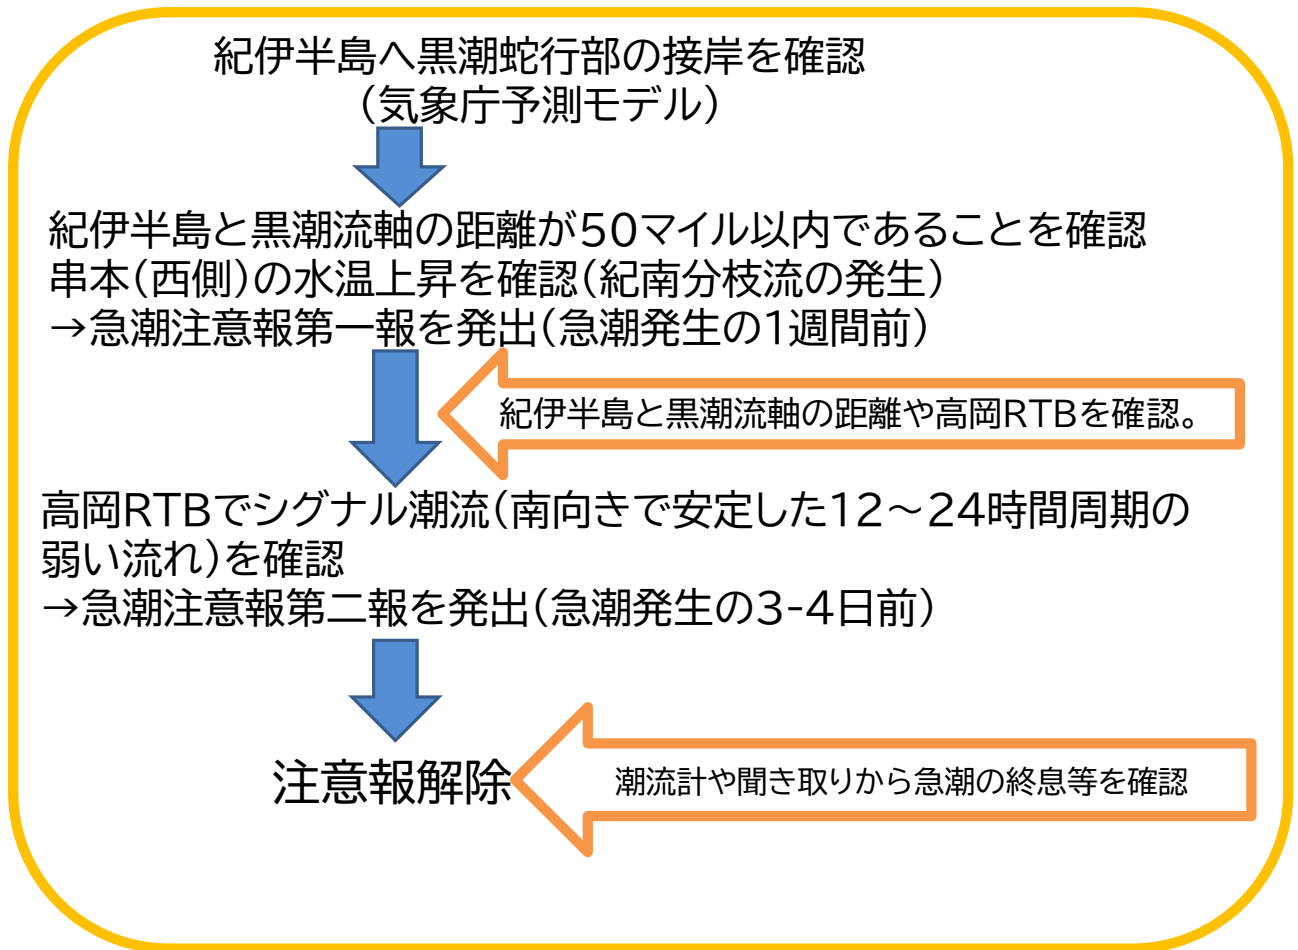 紀伊半島へ黒潮蛇行部の接岸を確認
（気象庁予測モデル）
紀伊半島と黒潮流軸の距離が50マイル以内であることを確認
串本（西側）の水温上昇を確認（紀南分枝流の発生）
→急潮注意報第一報を発出（急潮発生の1週間前）
紀伊半島と黒潮流軸の距離や高岡RTBを確認。
高岡RTBでシグナル潮流（南向きで安定した12～24時間周期の
弱い流れ）を確認
→急潮注意報第二報を発出（急潮発生の3-4日前）
注意報解除
潮流計や聞き取りから急潮の終息等を確認